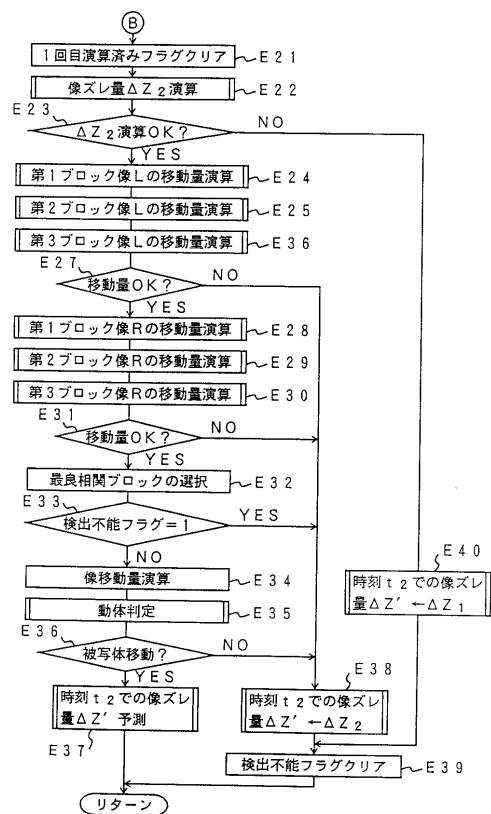 B
1回目演算済みフラグクリア
E21
像ズレ量ΔZ2演算
E22
E23
ΔZ2演算OK?
NO
YES
第1ブロック像Lの移動量演算
E24
第2ブロック像Lの移動量演算
E25
第3ブロック像Lの移動量演算
E36
E27
移動量OK?
NO
YES
第1ブロック像Rの移動量演算
E28
第2ブロック像Rの移動量演算
E29
第3ブロック像Rの移動量演算
E30
E31
移動量OK?
NO
YES
最良相関ブロックの選択
E32
E33
検出不能フラグ=1
YES
NO
E40
時刻t2での像ズレ
量ΔZ′←ΔZ1
像移動量演算
E34
動体判定
E35
E36
被写体移動?
NO
YES
E38
時刻t2での像ズレ
量ΔZ′予測
E37
時刻t2での像ズレ
量ΔZ′←ΔZ2
検出不能フラグクリア
E39
リターン